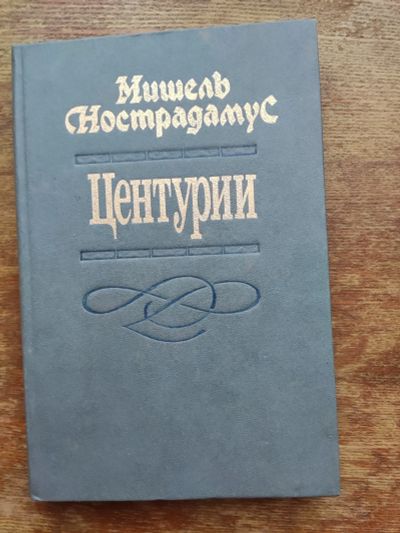 Мишель
Нострадамус
Центурии